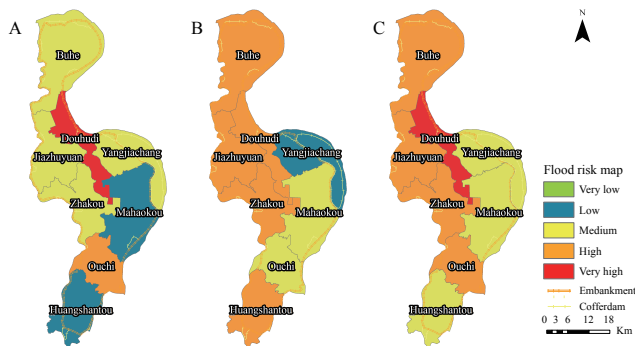 A
Buhe
Douhudi
Jiazhuyuan
Yangjiachang
Zhakou
Mahaokou
Ouchi
Huangshantou
B
Buhe
Douhudi
Jiazhuyuan
Yangjiachang
Zhakou
Mahaokou
Ouchi
Huangshantou
C
Buhe
Douhudi
Jiazhuyuan
Yangjiachang
Zhakou
Mahaokou
Ouchi
Huangshantou
N
Flood risk map
Very low
Low
Medium
High
Very high
Embankment
Cofferdam
0 3 6 12 18
Km